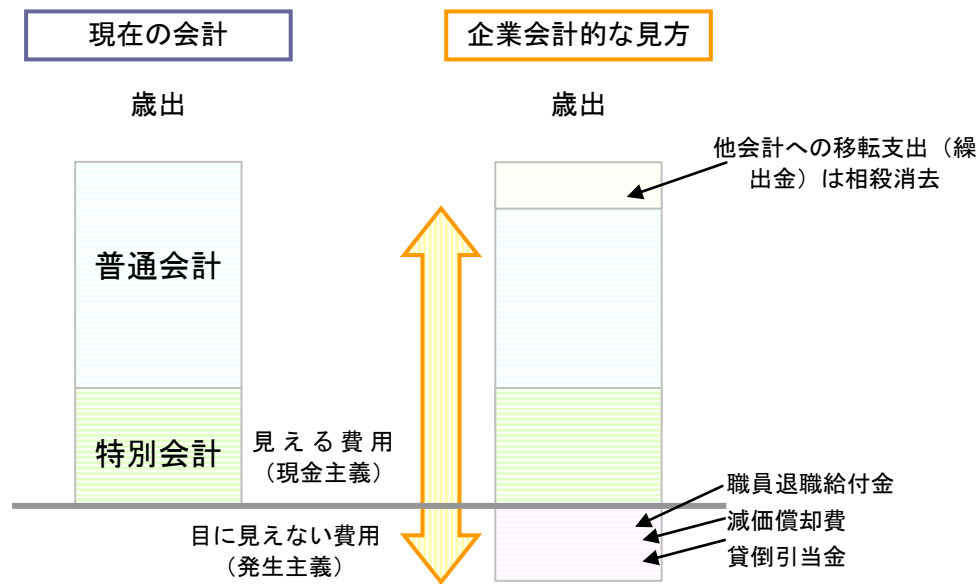 現在の会計
企業会計的な見方
歳出
歳出
他会計への移転支出（繰
出金）は相殺消去
普通会計
特別会計
見える費用
（現金主義）
目に見えない費用
（発生主義）
職員退職給付金
減価償却費
貸倒引当金